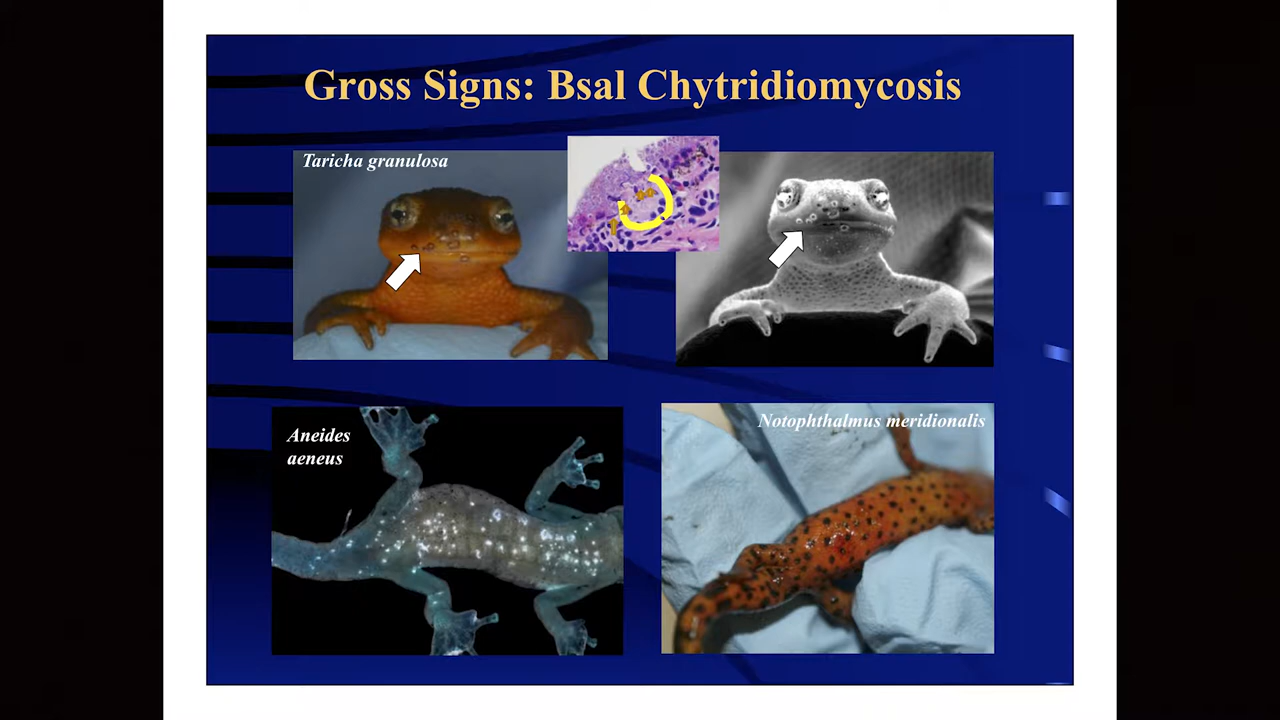 Gross Signs: Bsal Chytridiomycosis
Taricha granulosa
Aneides
aeneus
Notophthalmus meridionalis